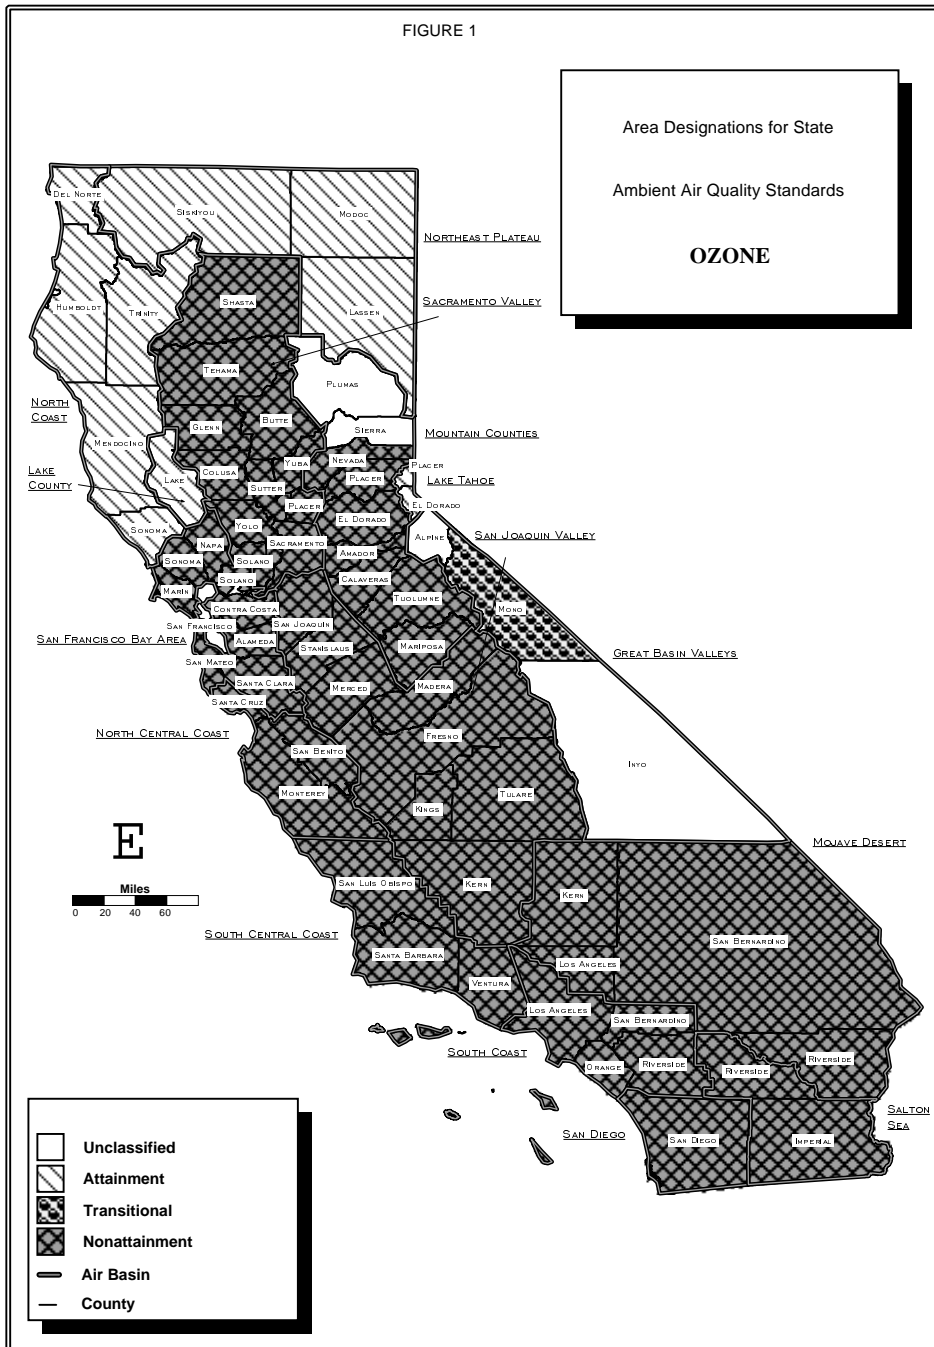 FIGURE 1
Area Designations for State
Ambient Air Quality Standards
OZONE
DEL NORTE
SISKIYOU
MODOC
NORTHEAST PLATEAU
SHASTA
SACRAMENTO VALLEY
HUMBOLDT
TRINITY
LASSEN
TEHAMA
PLUMAS
NORTH
COAST
BUTTE
GLENN
SIERRA
MOUNTAIN COUNTIES
MENDOCINO
LAKE
COUNTY
COLUSA
YUBA
NEVADA
PLACER
LAKE
SUTTER
PLACER
LAKE TAHOE
PLACER
EL DORADO
SONOMA
YOLO
EL DORADO
NAPA
SACRAMENTO
ALPINE
SAN JOAQUIN VALLEY
SONOMA
SOLANO
AMADOR
SOLANO
CALAVERAS
MARIN
TUOLUMNE
CONTRA COSTA
MONO
SAN FRANCISCO
SAN JOAQUIN
SAN FRANCISCO BAY AREA
ALAMEDA
STANISLAUS
MARIPOSA
GREAT BASIN VALLEYS
SAN MATEO
SANTA CLARA
MERCED
MADERA
SANTA CRUZ
NORTH CENTRAL COAST
FRESNO
SAN BENITO
INYO
MONTEREY
TULARE
KINGS
E
MOJAVE DESERT
Miles
0 20 40 60
SAN LUIS OBISPO
KERN
KERN
SOUTH CENTRAL COAST
SAN BERNARDINO
SANTA BARBARA
LOS ANGELES
VENTURA
LOS ANGELES
SAN BERNARDINO
SOUTH COAST
ORANGE
RIVERSIDE
RIVERSIDE
RIVERSIDE
SALTON
SEA
SAN DIEGO
SAN DIEGO
IMPERIAL
Unclassified
Attainment
Transitional
Nonattainment
Air Basin
County